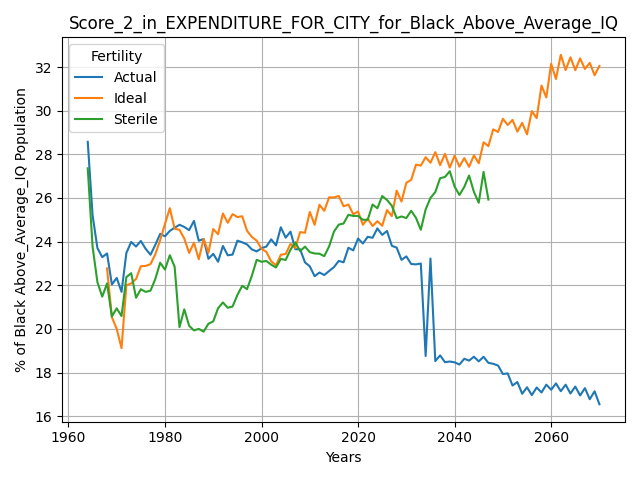 Score_2_in_EXPENDITURE_FOR_CITY_for_Black_Above_Average_IQ
Fertility
Actual
Ideal
Sterile
% of Black Above_Average_IQ Population
32
30
28
26
24
22
20
18
16
1960
1980
2000
2020
2040
2060
Years